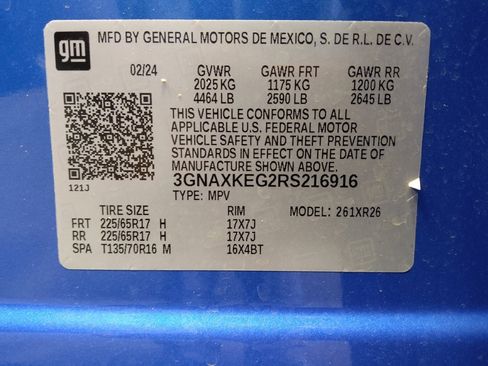 gm
MFD BY GENERAL MOTORS DE MEXICO, S. DE R.L. DE C.V.
02/24 GVWR GAWR FRT GAWR RR
2025 KG 1175 KG 1200 KG
4464 LB 2590 LB 2645 LB
THIS VEHICLE CONFORMS TO ALL
APPLICABLE U.S. FEDERAL MOTOR
VEHICLE SAFETY AND THEFT PREVENTION
STANDARDS IN EFFECT ON THE DATE OF
MANUFACTURE SHOWN ABOVE.
121J
3GNAXKEG2RS216916
TYPE: MPV
TIRE SIZE RIM MODEL: 261XR26
FRT 225/65R17 H 17X7J
RR 225/65R17 H 17X7J
SPA T135/70R16 M 16X4BT